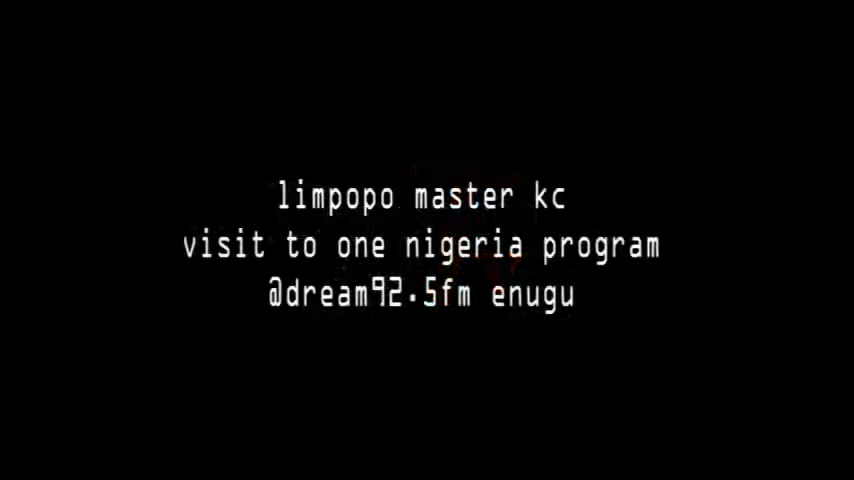 limpopo master kc
visit to one nigeria program
@dream92.5fm enugu